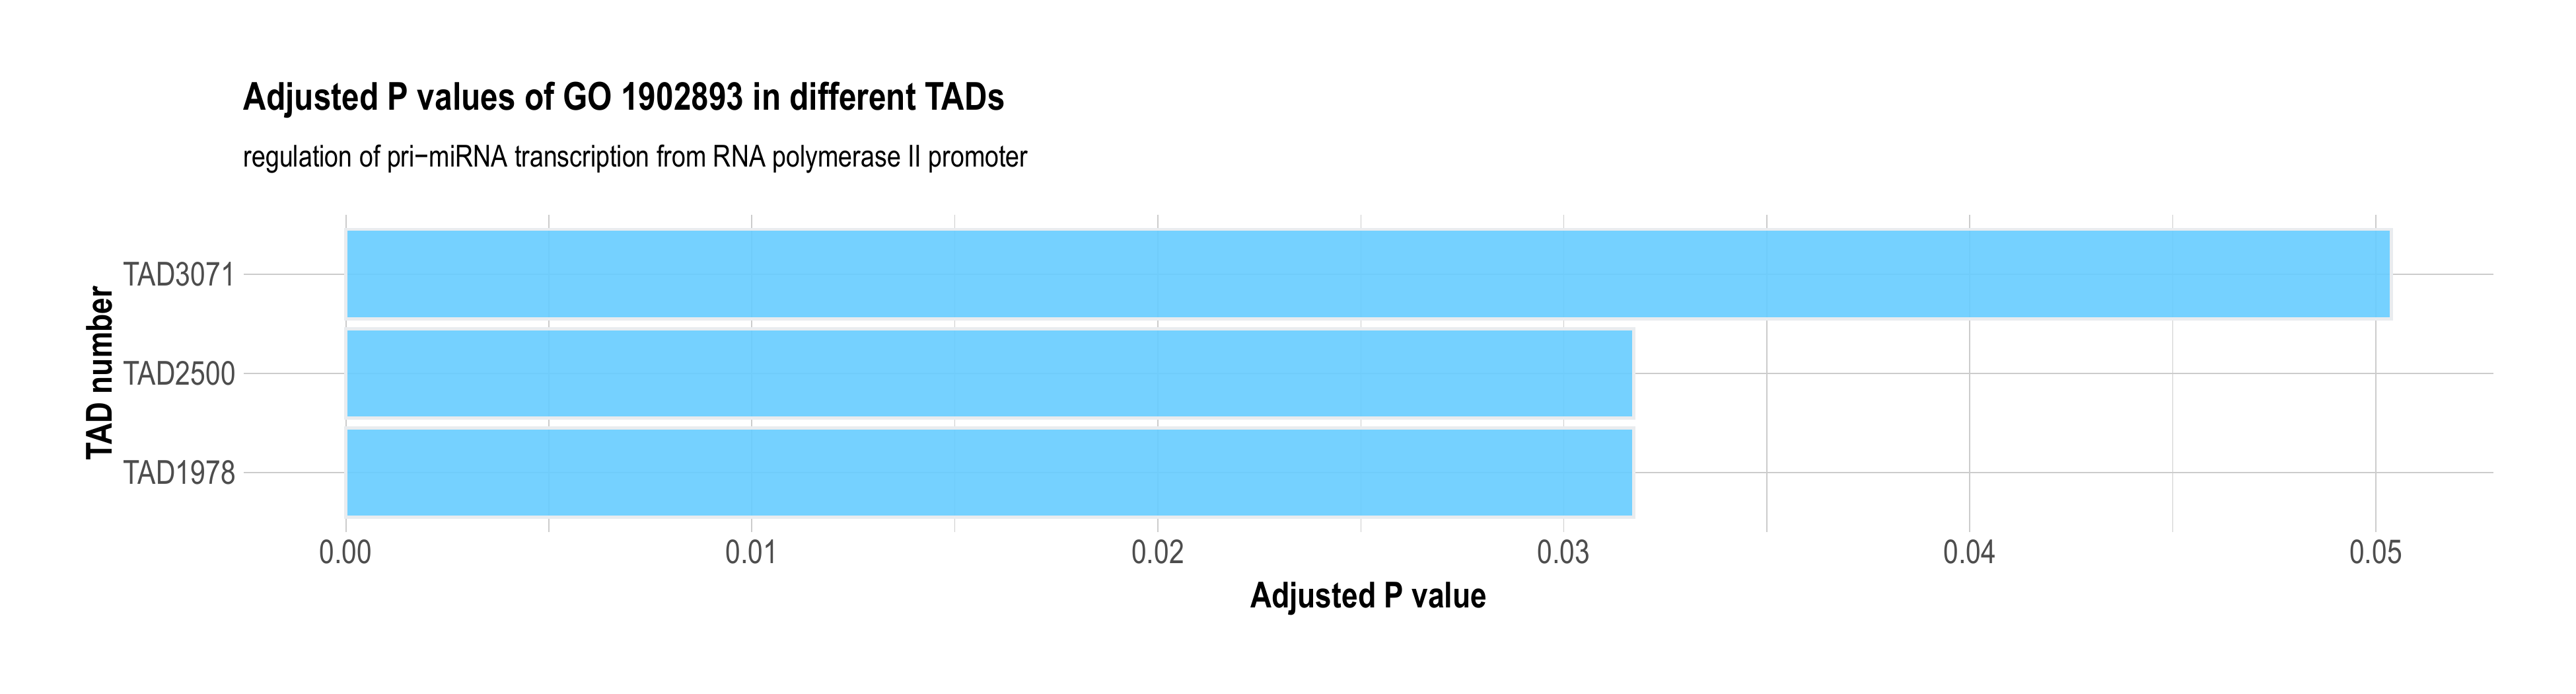 Adjusted P values of GO 1902893 in different TADs
regulation of pri−miRNA transcription from RNA polymerase II promoter
TAD number
TAD3071
TAD2500
TAD1978
0.00 0.01 0.02 0.03 0.04 0.05
Adjusted P value